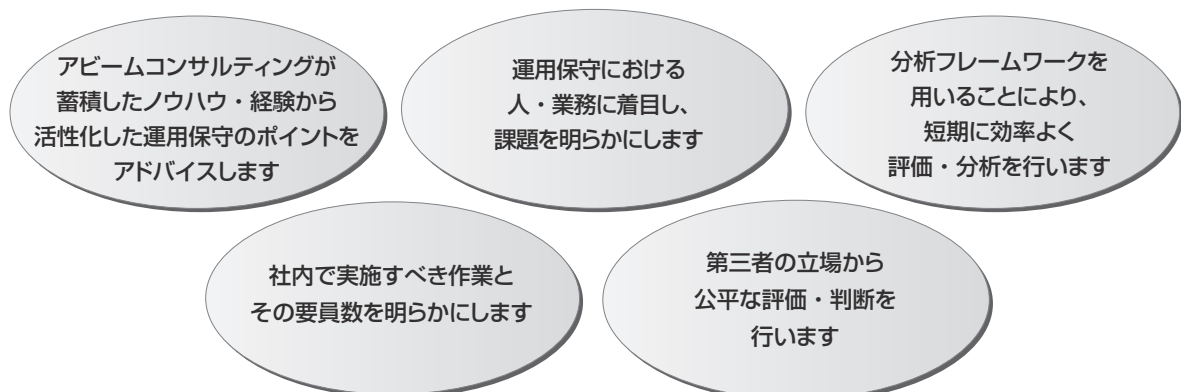 アビームコンサルティングが
蓄積したノウハウ・経験から
活性化した運用保守のポイントを
アドバイスします
運用保守における
人・業務に着目し、
課題を明らかにします
分析フレームワークを
用いることにより、
短期に効率よく
評価・分析を行います
社内で実施すべき作業と
その要員数を明らかにします
第三者の立場から
公平な評価・判断を
行います